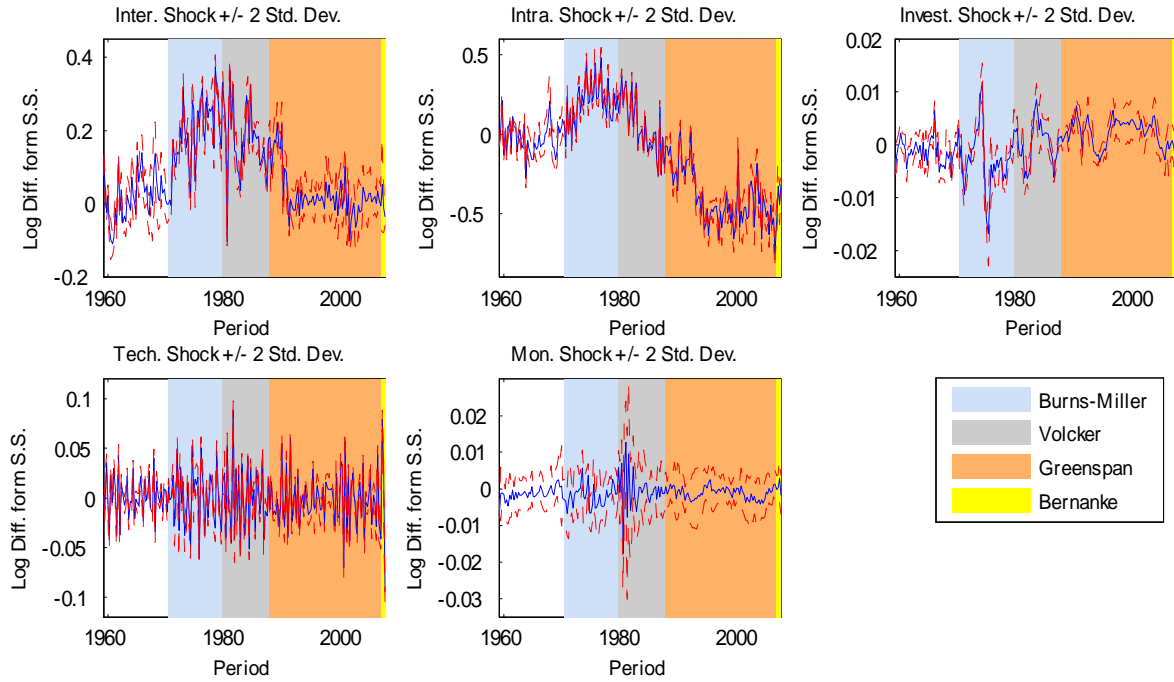 Inter. Shock +/- 2 Std. Dev.
Log Diff. form S.S.
0.4
0.2
0
-0.2
1960
1980
2000
Period
Intra. Shock +/- 2 Std. Dev.
Log Diff. form S.S.
0.5
0
-0.5
1960
1980
2000
Period
Invest. Shock +/- 2 Std. Dev.
Log Diff. form S.S.
0.02
0.01
0
-0.01
-0.02
1960
1980
2000
Period
Tech. Shock +/- 2 Std. Dev.
Log Diff. form S.S.
0.1
0.05
0
-0.05
-0.1
1960
1980
2000
Period
Mon. Shock +/- 2 Std. Dev.
Log Diff. form S.S.
0.02
0.01
0
-0.01
-0.02
-0.03
1960
1980
2000
Period
Burns-Miller
Volcker
Greenspan
Bernanke